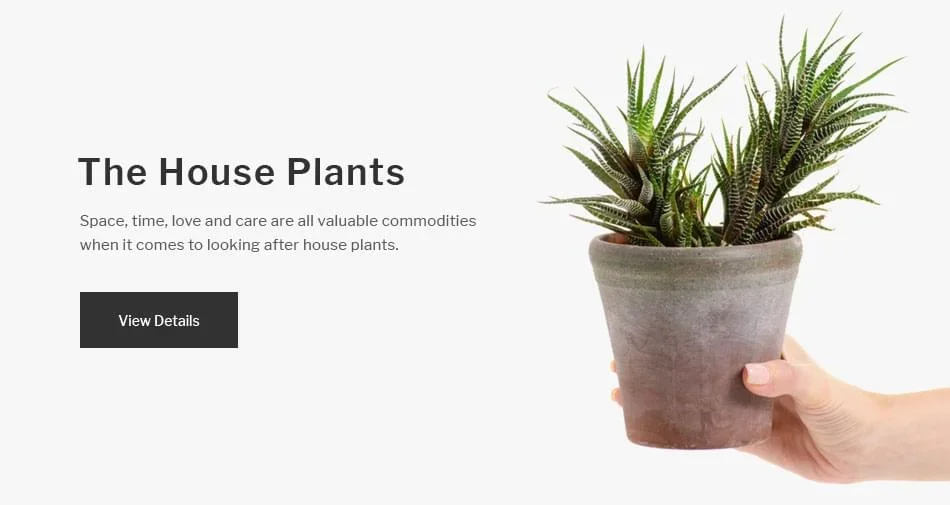 The House Plants
Space, time, love and care are all valuable commodities
when it comes to looking after house plants.
View Details